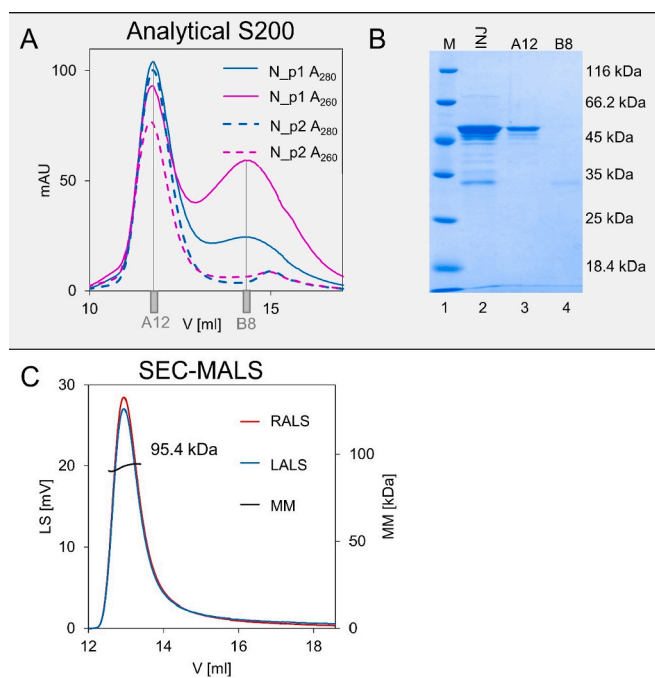 A
Analytical S200
100
50
0
mAU
10
15
V [ml]
A12
B8
N_p1 A280
N_p1 A260
N_p2 A280
N_p2 A260
B
M
INJ
A12
B8
116 kDa
66.2 kDa
45 kDa
35 kDa
25 kDa
18.4 kDa
1
2
3
4
C
SEC-MALS
30
20
10
0
LS [mV]
95.4 kDa
RALS
LALS
MM
100
50
0
MM [kDa]
12
14
16
18
V [ml]